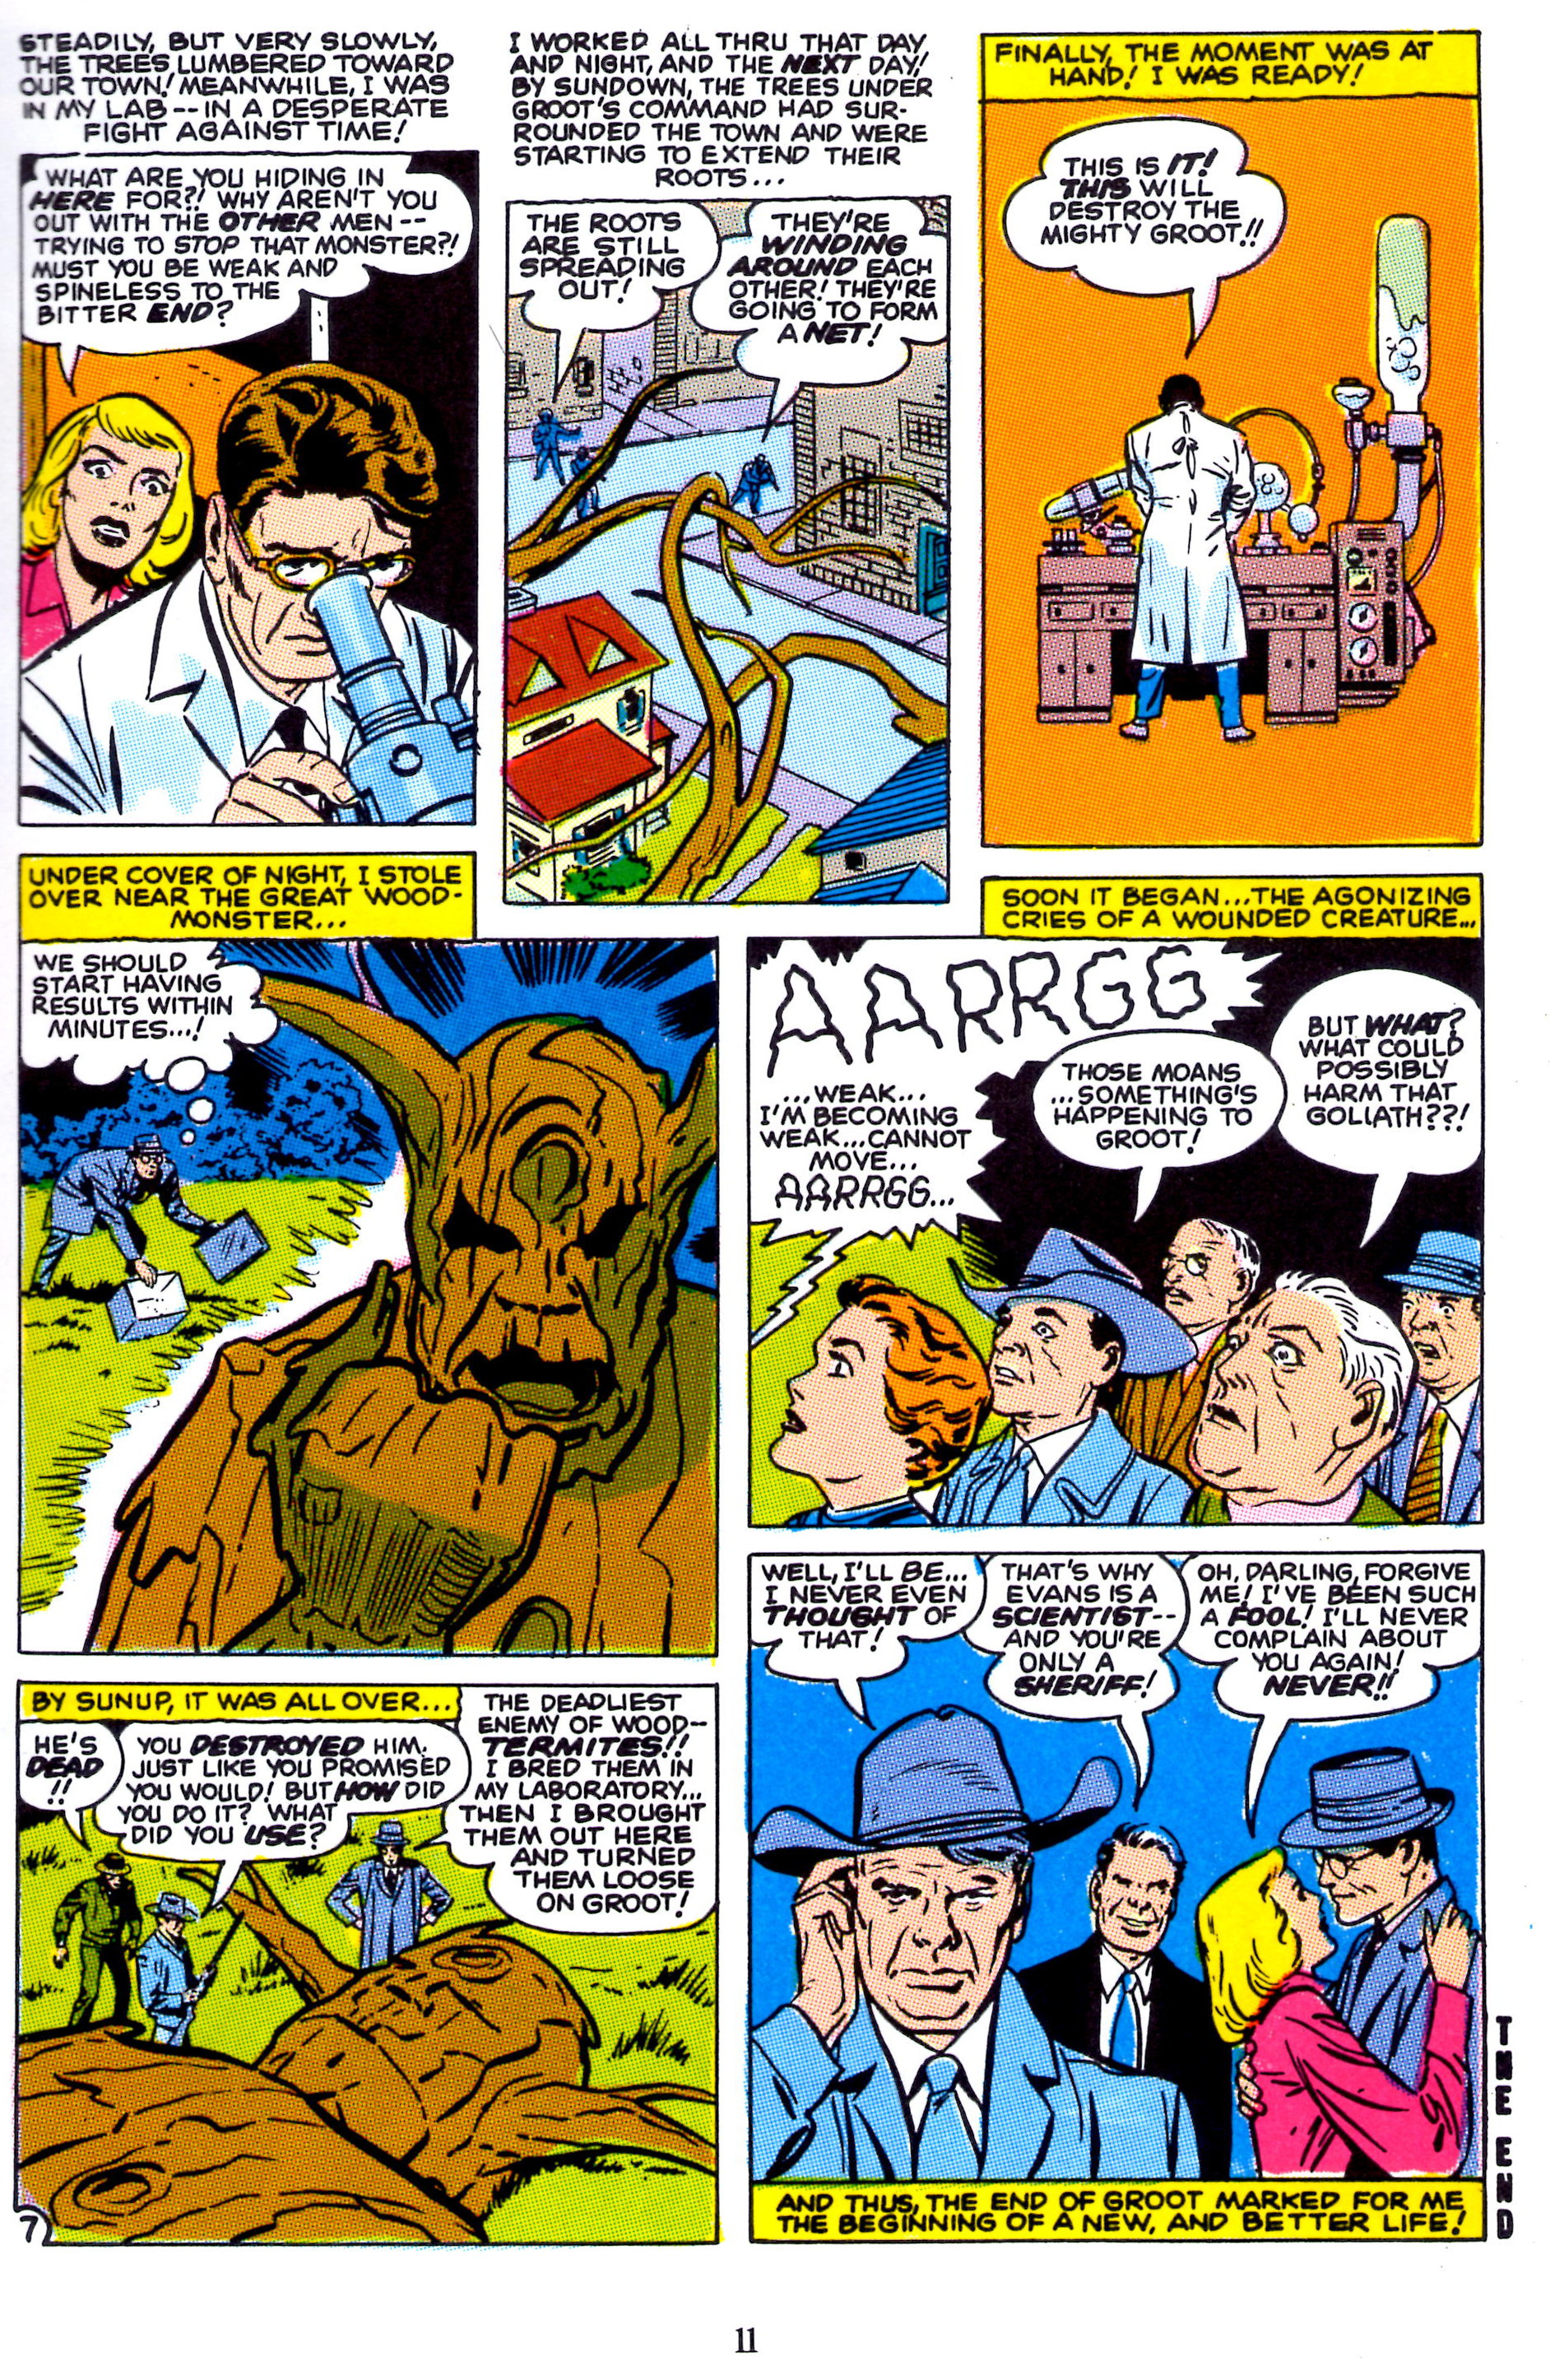 STEADILY, BUT VERY SLOWLY,
THE TREES LUMBERED TOWARD
OUR TOWN! MEANWHILE, I WAS
IN MY LAB -- IN A DESPERATE
FIGHT AGAINST TIME!
WHAT ARE YOU HIDING IN
HERE FOR?! WHY AREN'T YOU
OUT WITH THE OTHER MEN --
TRYING TO STOP THAT MONSTER?!
MUST YOU BE WEAK AND
SPINELESS TO THE
BITTER END?
I WORKED ALL THRU THAT DAY,
AND NIGHT, AND THE NEXT DAY!
BY SUNDOWN, THE TREES UNDER
GROOT'S COMMAND HAD SUR-
ROUNDED THE TOWN AND WERE
STARTING TO EXTEND THEIR
ROOTS...
THE ROOTS
ARE STILL
SPREADING
OUT!
THEY'RE
WINDING
AROUND EACH
OTHER! THEY'RE
GOING TO FORM
A NET!
FINALLY, THE MOMENT WAS AT
HAND! I WAS READY!
THIS IS IT!
THIS WILL
DESTROY THE
MIGHTY GROOT!!
UNDER COVER OF NIGHT, I STOLE
OVER NEAR THE GREAT WOOD-
MONSTER...
WE SHOULD
START HAVING
RESULTS WITHIN
MINUTES...!
SOON IT BEGAN...THE AGONIZING
CRIES OF A WOUNDED CREATURE...
AARRGG
...WEAK...
I'M BECOMING
WEAK...CANNOT
MOVE...
AARRGG...
THOSE MOANS
...SOMETHING'S
HAPPENING TO
GROOT!
BUT WHAT?
WHAT COULD
POSSIBLY
HARM THAT
GOLIATH??!
BY SUNUP, IT WAS ALL OVER...
HE'S
DEAD
!!
YOU DESTROYED HIM,
JUST LIKE YOU PROMISED
YOU WOULD! BUT HOW DID
YOU DO IT? WHAT
DID YOU USE?
THE DEADLIEST
ENEMY OF WOOD--
TERMITES!!
I BRED THEM IN
MY LABORATORY...
THEN I BROUGHT
THEM OUT HERE
AND TURNED
THEM LOOSE
ON GROOT!
7
WELL, I'LL BE...
I NEVER EVEN
THOUGHT OF
THAT!
THAT'S WHY
EVANS IS A
SCIENTIST--
AND YOU'RE
ONLY A
SHERIFF!
OH, DARLING, FORGIVE
ME! I'VE BEEN SUCH
A FOOL! I'LL NEVER
COMPLAIN ABOUT
YOU AGAIN!
NEVER!!
AND THUS, THE END OF GROOT MARKED FOR ME
THE BEGINNING OF A NEW, AND BETTER LIFE!
THE END
11